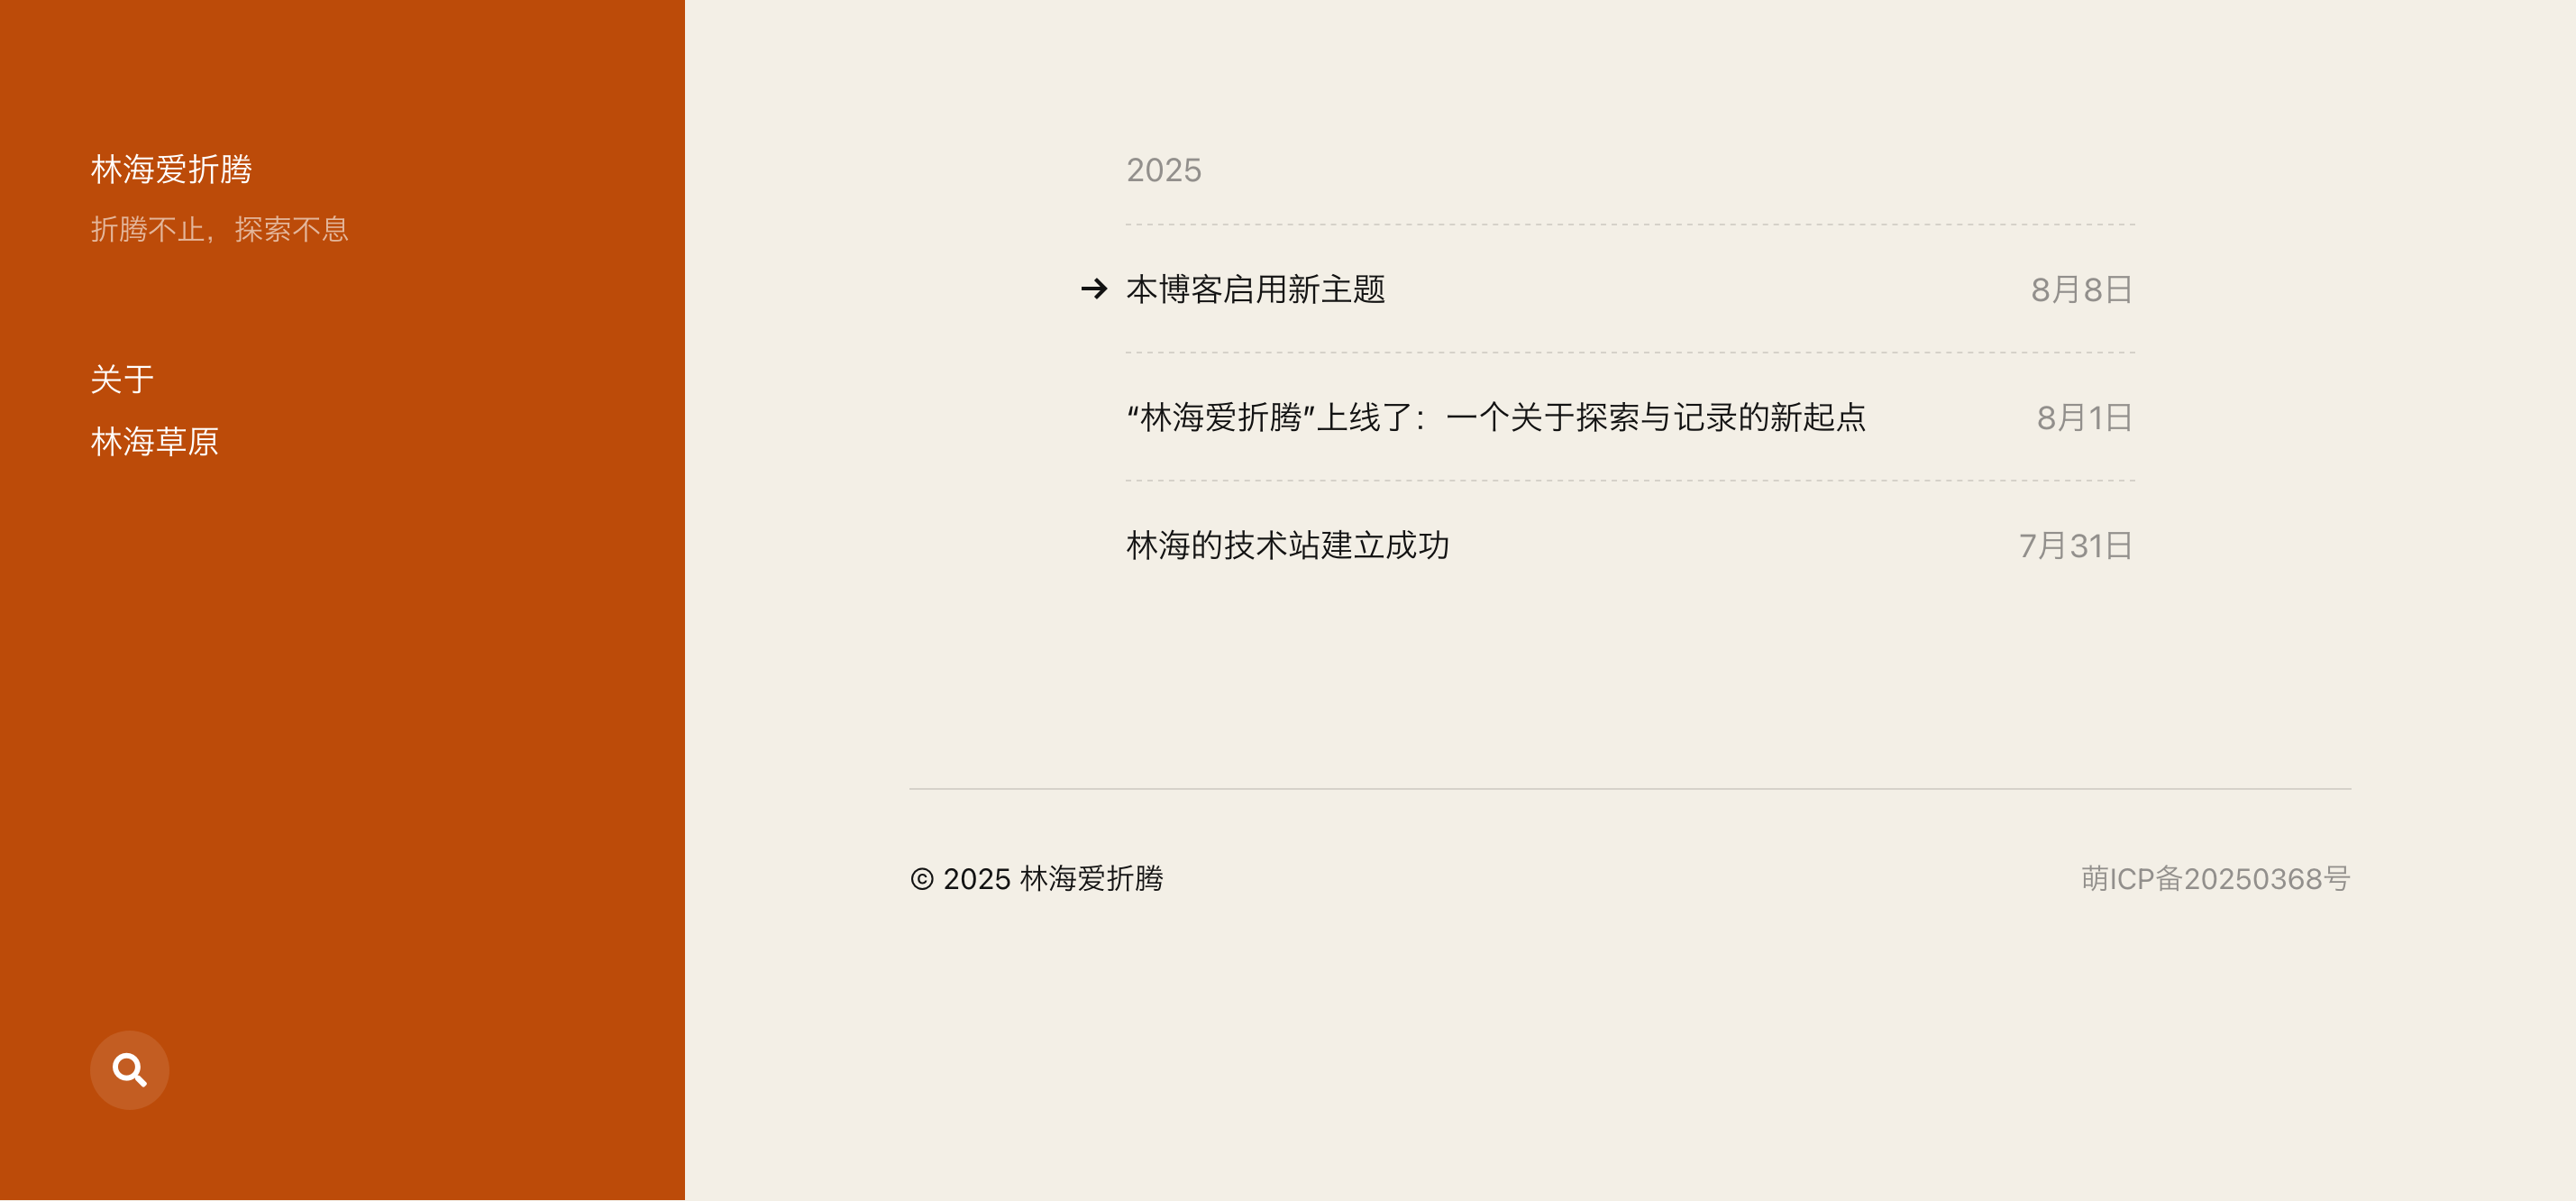 林海爱折腾
折腾不止，探索不息
关于
林海草原
2025
→ 本博客启用新主题 8月8日
“林海爱折腾”上线了：一个关于探索与记录的新起点 8月1日
林海的技术站建立成功 7月31日
© 2025 林海爱折腾 萌ICP备20250368号